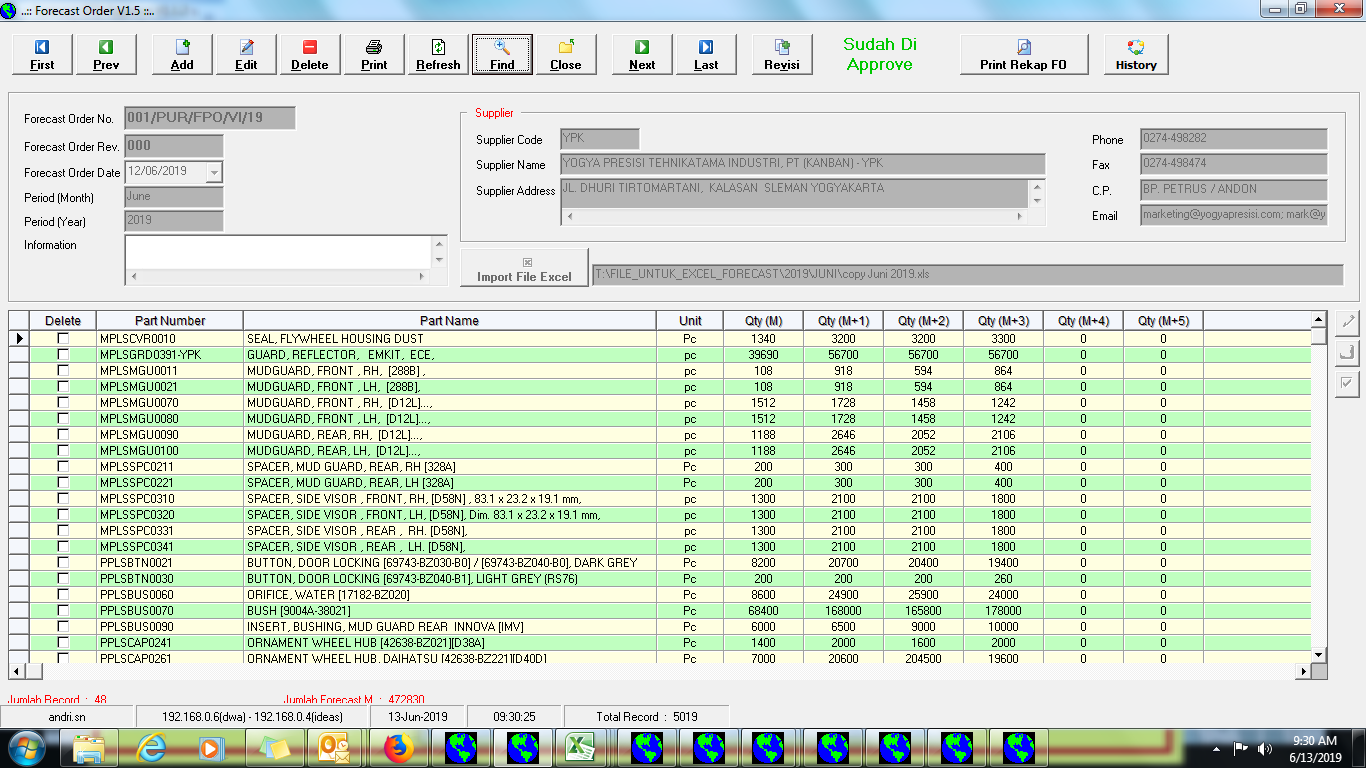 ..:: Forecast Order V1.5 ::..
First Prev Add Edit Delete Print Refresh Find Close Next Last Revisi Sudah Di Approve Print Rekap FO History
Forecast Order No. 001/PUR/FPO/VI/19
Forecast Order Rev. 000
Forecast Order Date 12/06/2019
Period (Month) June
Period (Year) 2019
Information
Supplier
Supplier Code YPK
Supplier Name YOGYA PRESISI TEHNIKATAMA INDUSTRI, PT (KANBAN) - YPK
Supplier Address JL. DHURI TIRTOMARTANI, KALASAN SLEMAN YOGYAKARTA
Phone 0274-498282
Fax 0274-498474
C.P. BP. PETRUS / ANDON
Email marketing@yogyapresisi.com; mark@y
Import File Excel T:\FILE_UNTUK_EXCEL_FORECAST\2019\JUNI\copy Juni 2019.xls
Delete Part Number Part Name Unit Qty (M) Qty (M+1) Qty (M+2) Qty (M+3) Qty (M+4) Qty (M+5)
MPLSCVR0010 SEAL, FLYWHEEL HOUSING DUST Pc 1340 3200 3200 3300 0 0
MPLSGRD0391-YPK GUARD, REFLECTOR, EMKIT, ECE, pc 39690 56700 56700 56700 0 0
MPLSMGU0011 MUDGUARD, FRONT , RH, [288B] , pc 108 918 594 864 0 0
MPLSMGU0021 MUDGUARD, FRONT , LH, [288B], pc 108 918 594 864 0 0
MPLSMGU0070 MUDGUARD, FRONT , RH, [D12L]..., pc 1512 1728 1458 1242 0 0
MPLSMGU0080 MUDGUARD, FRONT , LH, [D12L]..., pc 1512 1728 1458 1242 0 0
MPLSMGU0090 MUDGUARD, REAR, RH, [D12L]..., pc 1188 2646 2052 2106 0 0
MPLSMGU0100 MUDGUARD, REAR, LH, [D12L]..., pc 1188 2646 2052 2106 0 0
MPLSSPC0211 SPACER, MUD GUARD, REAR, RH [328A] Pc 200 300 300 400 0 0
MPLSSPC0221 SPACER, MUD GUARD, REAR, LH [328A] Pc 200 300 300 400 0 0
MPLSSPC0310 SPACER, SIDE VISOR , FRONT, RH, [D58N] , 83.1 x 23.2 x 19.1 mm, pc 1300 2100 2100 1800 0 0
MPLSSPC0320 SPACER, SIDE VISOR , FRONT, LH, [D58N], Dim. 83.1 x 23.2 x 19.1 mm, pc 1300 2100 2100 1800 0 0
MPLSSPC0331 SPACER, SIDE VISOR , REAR , RH. [D58N], pc 1300 2100 2100 1800 0 0
MPLSSPC0341 SPACER, SIDE VISOR , REAR , LH. [D58N], pc 1300 2100 2100 1800 0 0
PPLSBTN0021 BUTTON, DOOR LOCKING [69743-BZ030-B0] / [69743-BZ040-B0], DARK GREY Pc 8200 20700 20400 19400 0 0
PPLSBTN0030 BUTTON, DOOR LOCKING [69743-BZ040-B1], LIGHT GREY (RS76) Pc 200 200 200 260 0 0
PPLSBUS0060 ORIFICE, WATER [17182-BZ020] Pc 8600 24900 25900 24000 0 0
PPLSBUS0070 BUSH [9004A-38021] Pc 68400 168000 165800 178000 0 0
PPLSBUS0090 INSERT, BUSHING, MUD GUARD REAR INNOVA [IMV] Pc 6000 6500 9000 10000 0 0
PPLSCAP0241 ORNAMENT WHEEL HUB [42638-BZ021][D38A] Pc 1400 2000 1600 2000 0 0
PPLSCAP0261 ORNAMENT WHEEL HUB, DAIHATSU [42638-BZ221][D40D] Pc 7000 20600 204500 19600 0 0
Jumlah Record : 48 Jumlah Forecast M : 472830
andri.sn 192.168.0.6(dwa) - 192.168.0.4(ideas) 13-Jun-2019 09:30:25 Total Record : 5019
9:30 AM
6/13/2019